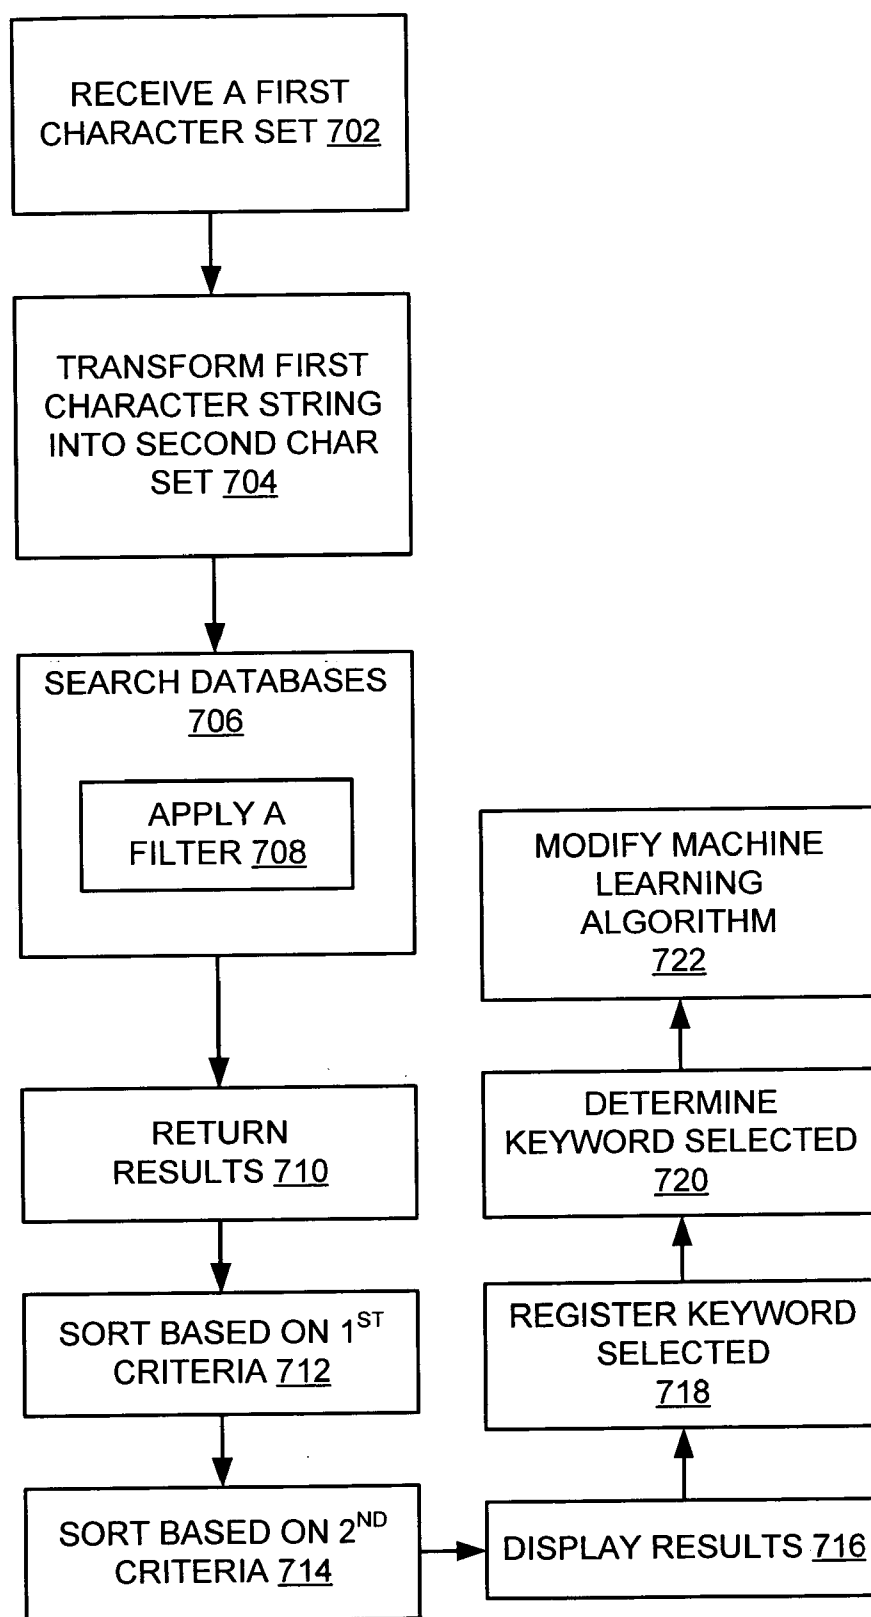 RECEIVE A FIRST
CHARACTER SET 702
TRANSFORM FIRST
CHARACTER STRING
INTO SECOND CHAR
SET 704
SEARCH DATABASES
706
APPLY A
FILTER 708
RETURN
RESULTS 710
SORT BASED ON 1ST
CRITERIA 712
SORT BASED ON 2ND
CRITERIA 714
DISPLAY RESULTS 716
REGISTER KEYWORD
SELECTED
718
DETERMINE
KEYWORD SELECTED
720
MODIFY MACHINE
LEARNING
ALGORITHM
722